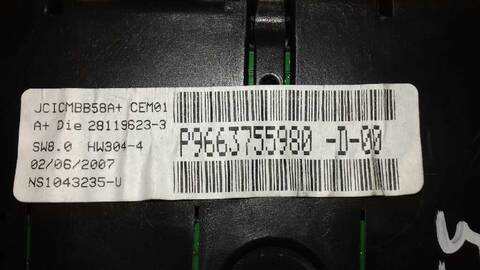 JCICMBB58A+ CEM01
A+ Die 28119623-3
SW8.0 HW304-4
02/06/2007
NS1043235-U
P9663755980 -D-00